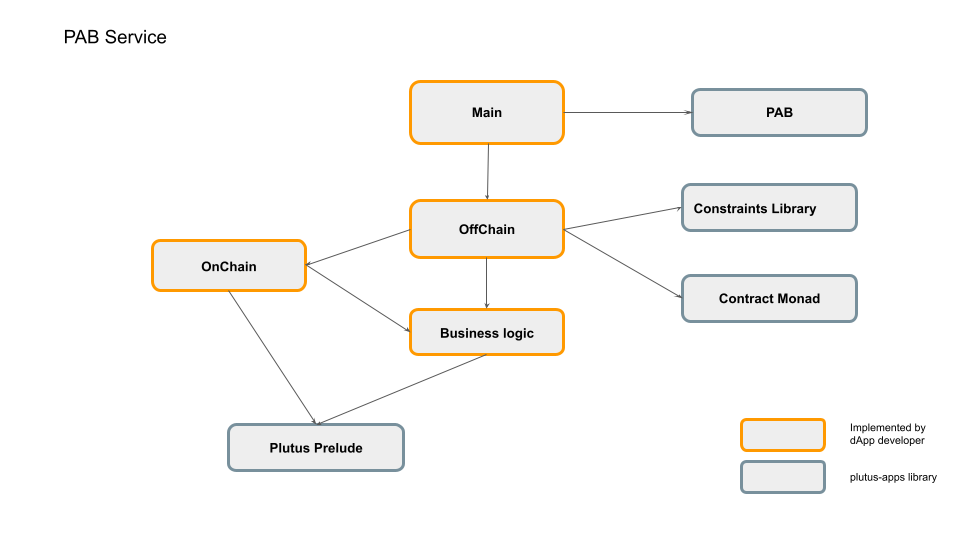 PAB Service
Main
PAB
Constraints Library
OffChain
OnChain
Contract Monad
Business logic
Plutus Prelude
Implemented by
dApp developer
plutus-apps library